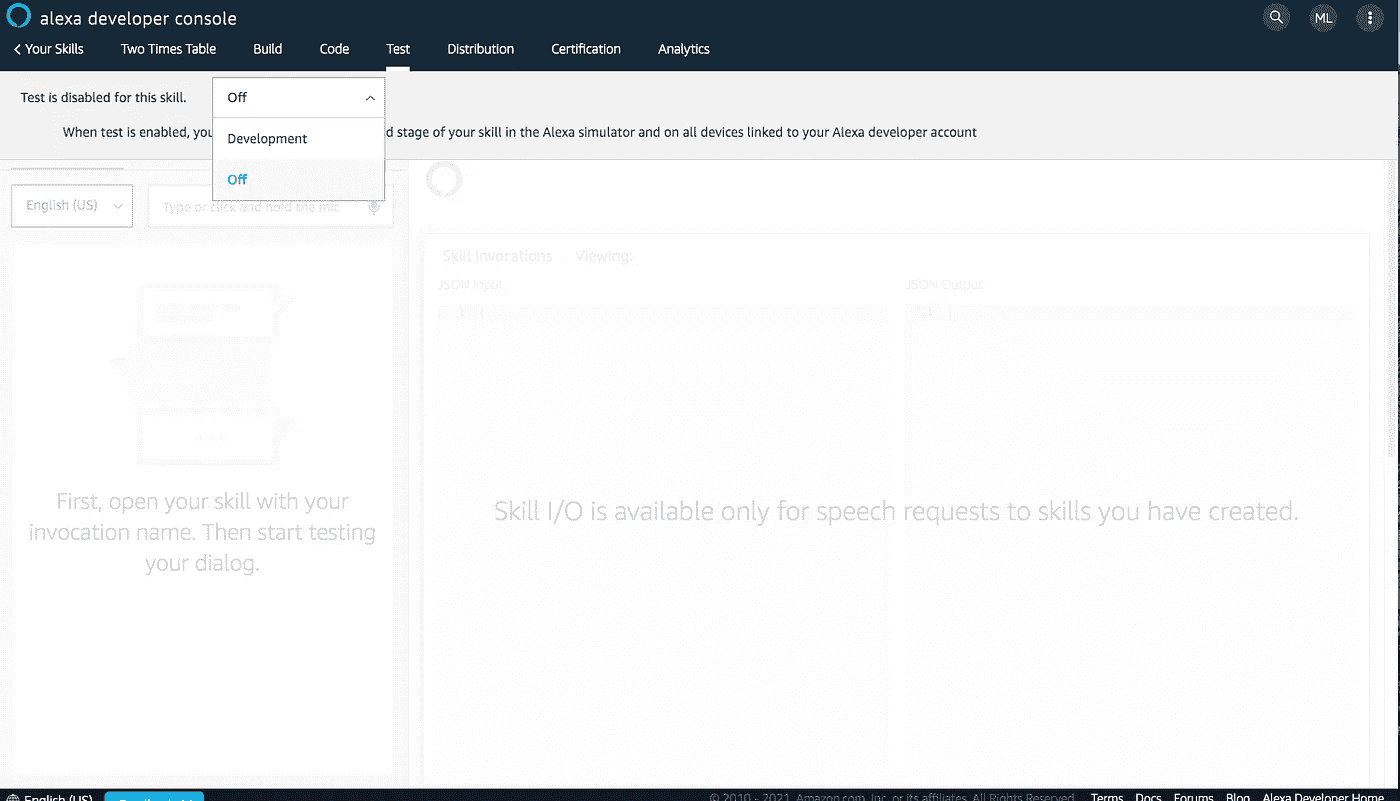 alexa developer console
ML
Your Skills Two Times Table Build Code Test Distribution Certification Analytics
Test is disabled for this skill. Off
When test is enabled, you d stage of your skill in the Alexa simulator and on all devices linked to your Alexa developer account
Development
Off
English (US) Type or click and hold the mic
Skill Invocations Viewing:
JSON Input JSON Output
1 1
First, open your skill with your
invocation name. Then start testing
your dialog.
Skill I/O is available only for speech requests to skills you have created.
English (US) © 2010 - 2021, Amazon.com, Inc. or its affiliates. All Rights Reserved. Terms Docs Forums Blog Alexa Developer Home